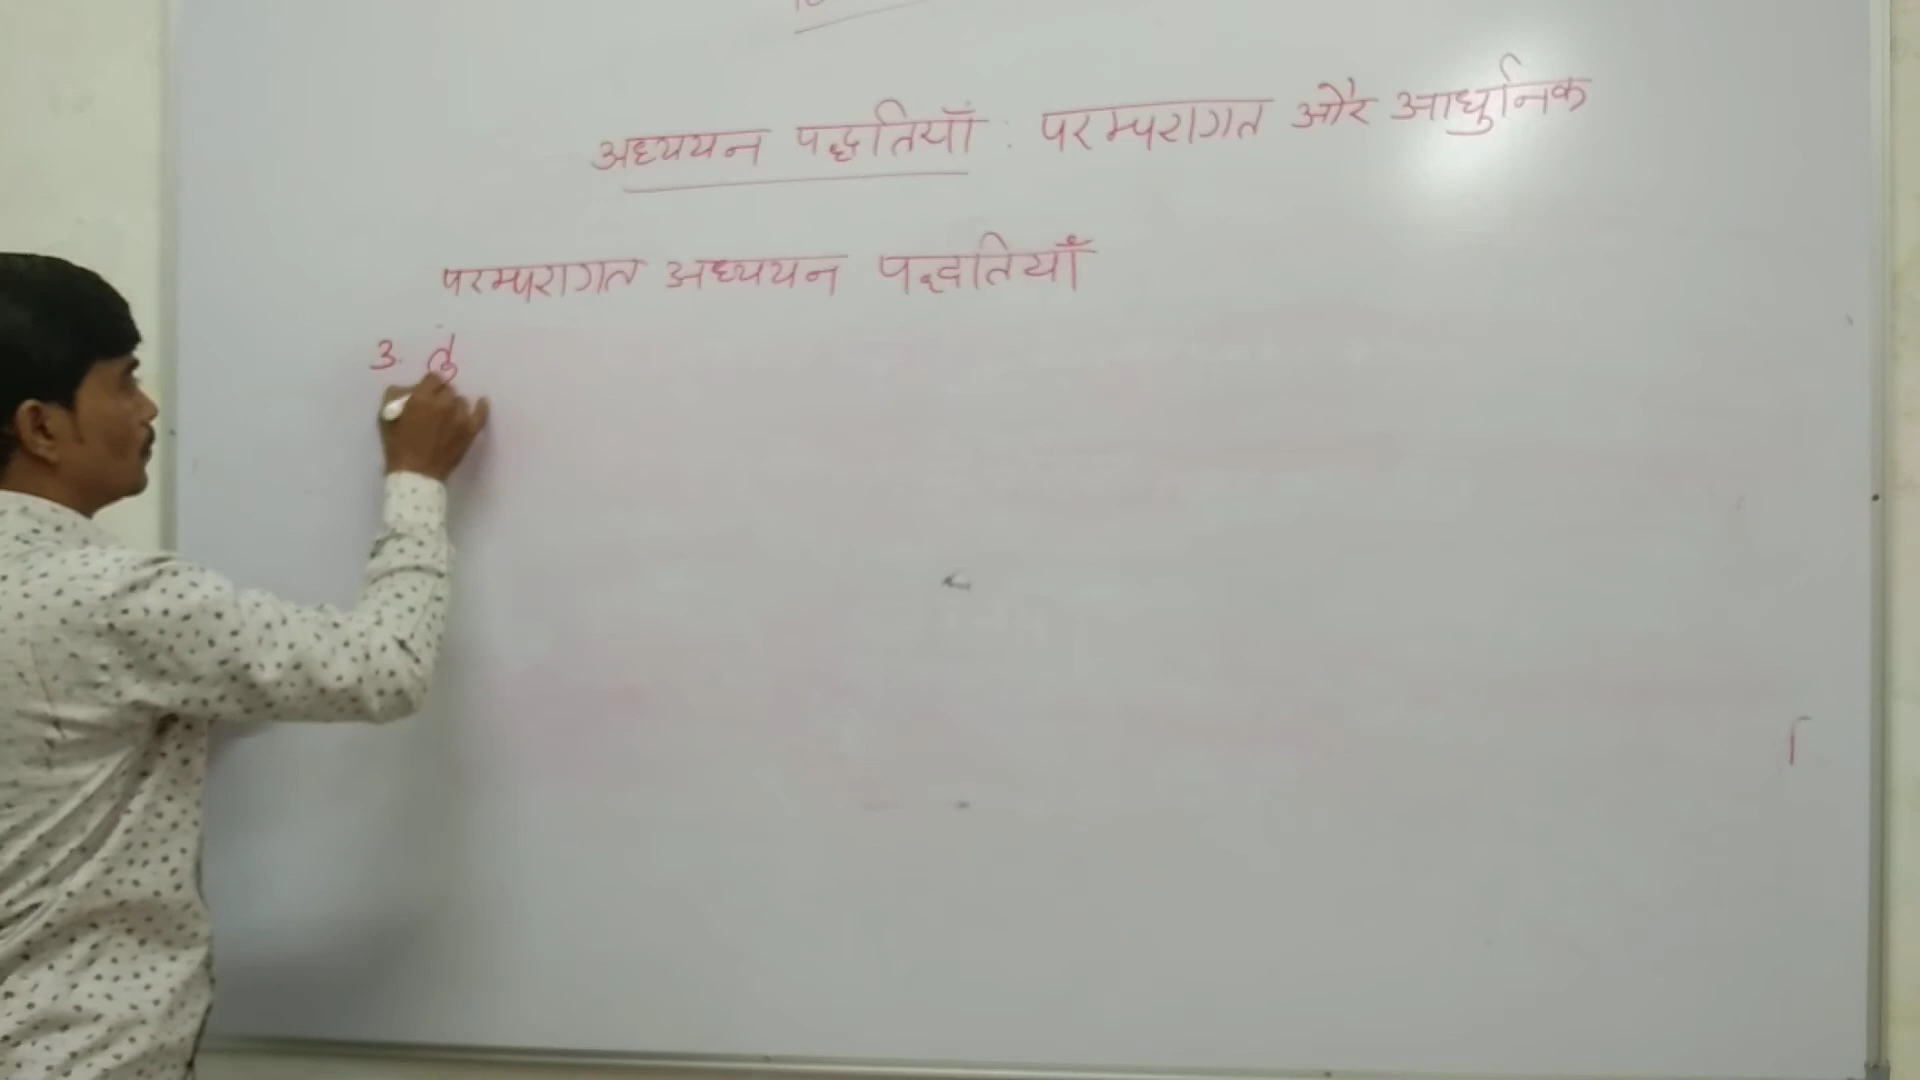 अध्ययन पद्धतियाँ : परम्परागत और आधुनिक
परम्परागत अध्ययन पद्धतियाँ
3. तु